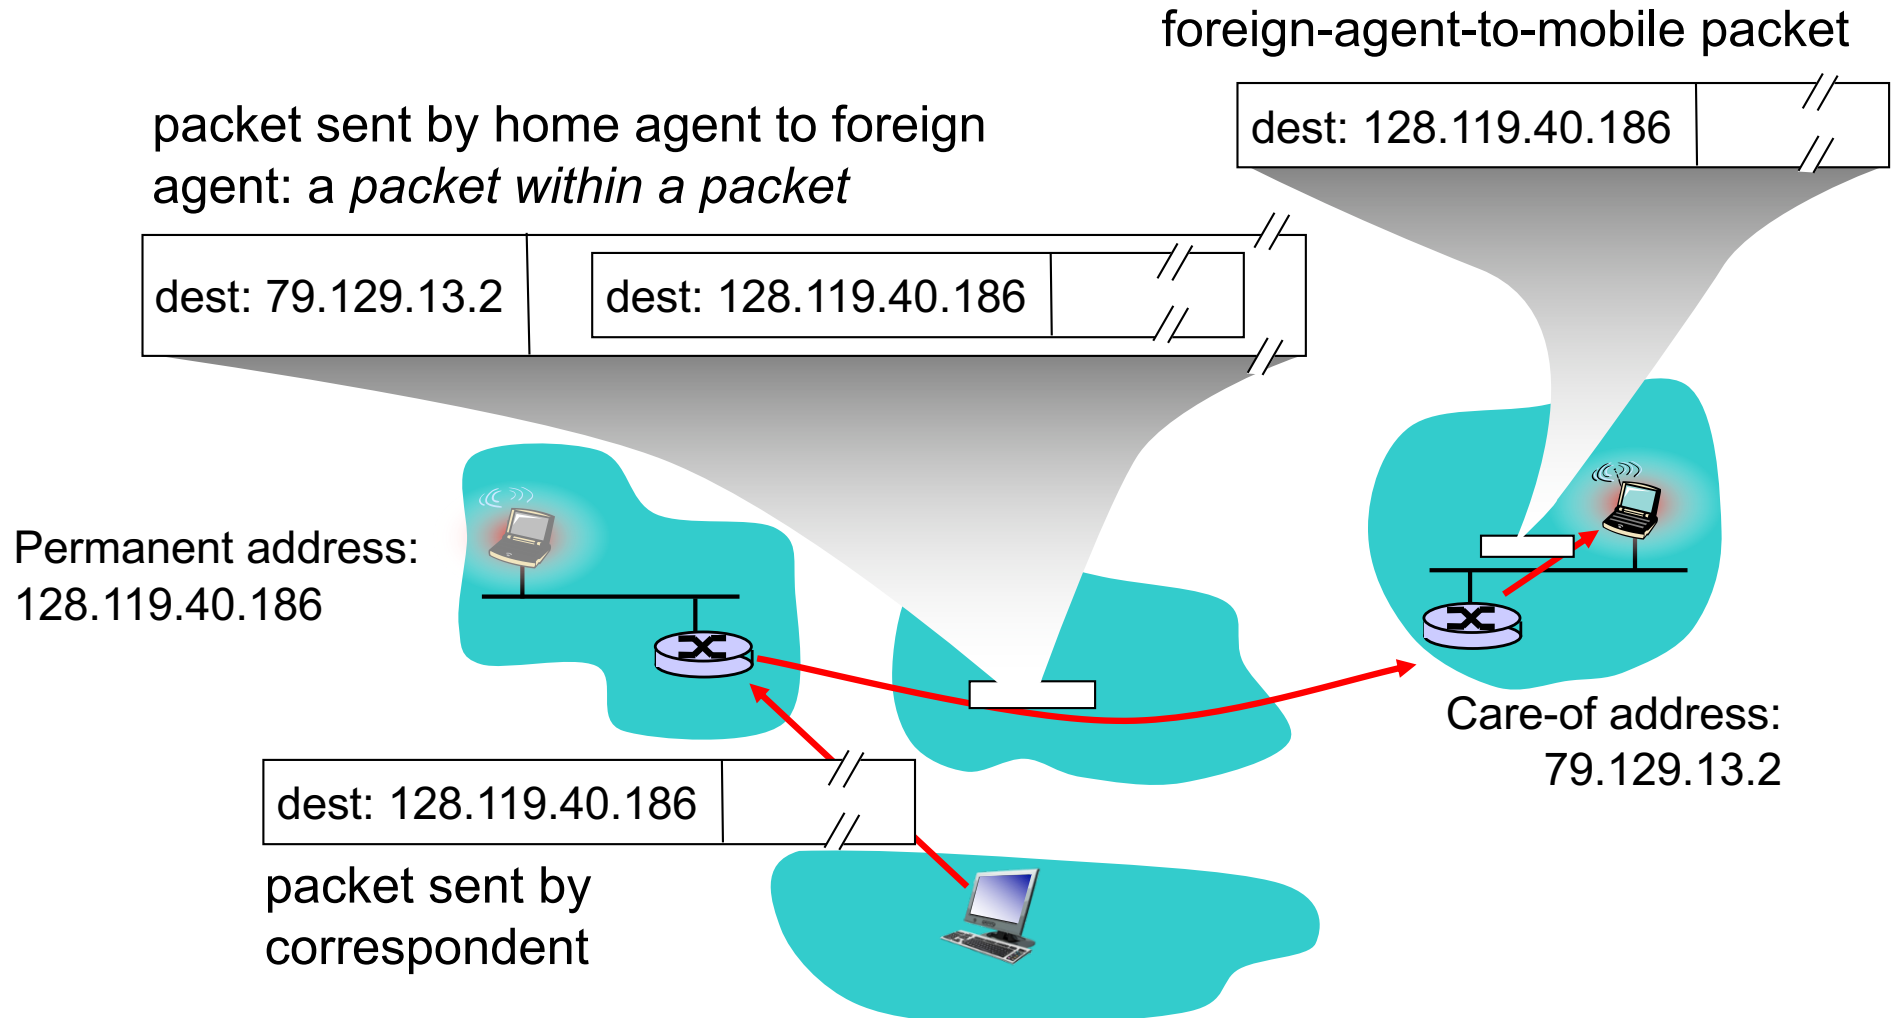 foreign-agent-to-mobile packet
dest: 128.119.40.186
packet sent by home agent to foreign
agent: a packet within a packet
dest: 79.129.13.2
dest: 128.119.40.186
Permanent address:
128.119.40.186
Care-of address:
79.129.13.2
dest: 128.119.40.186
packet sent by
correspondent